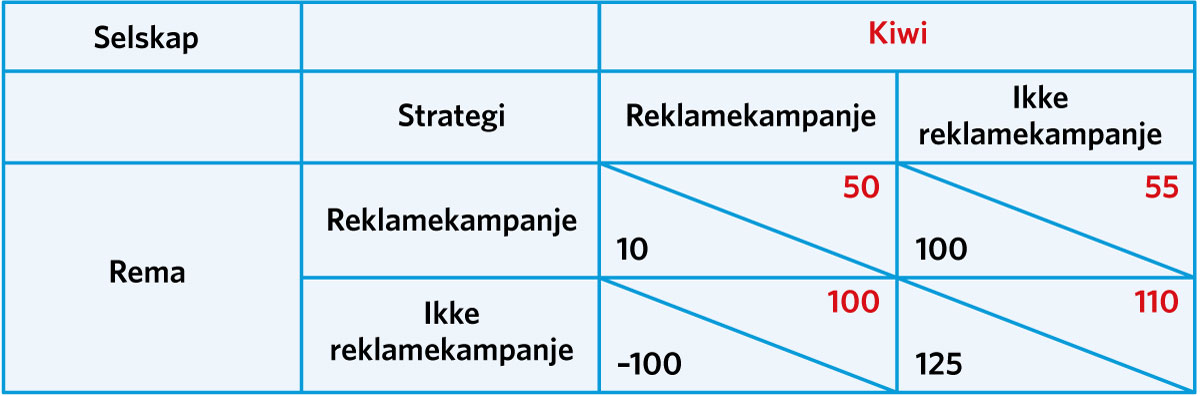 Selskap
Kiwi
Strategi
Reklamekampanje
Ikke
reklamekampanje
Rema
Reklamekampanje
50
10
55
100
Ikke
reklamekampanje
100
-100
110
125